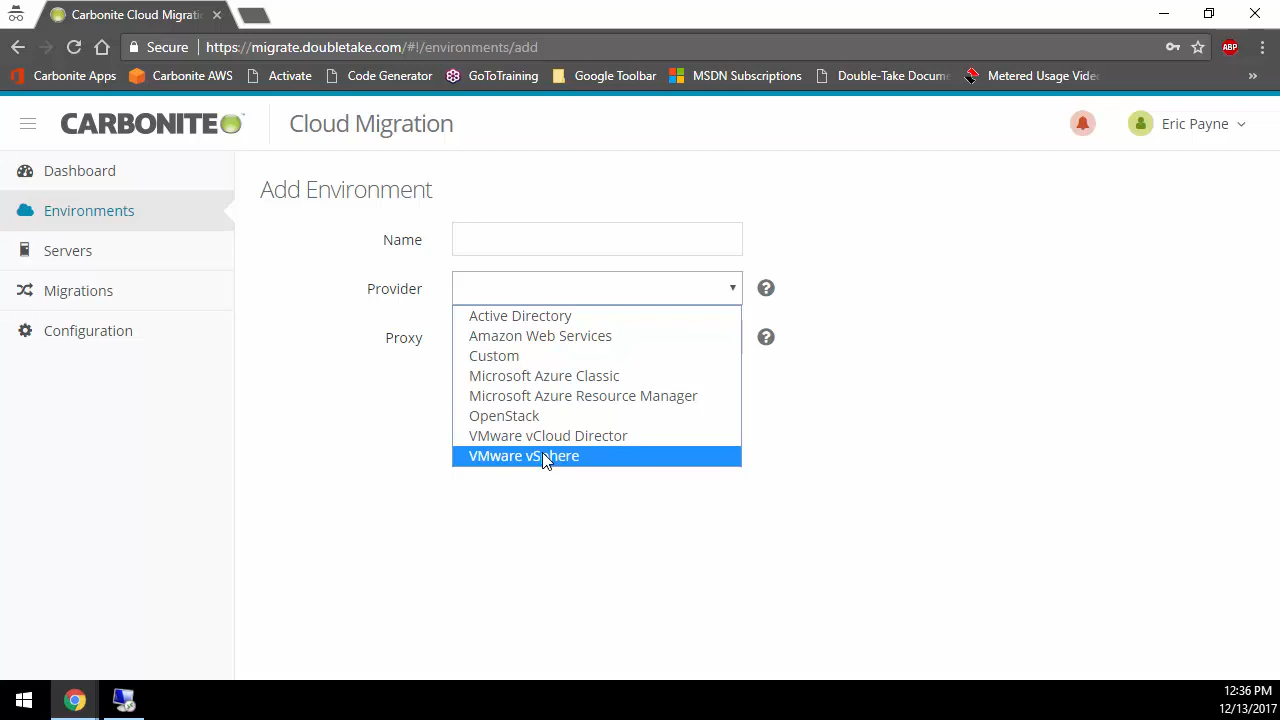 Carbonite Cloud Migrati
Secure https://migrate.doubletake.com/#!/environments/add
ABP
Carbonite Apps Carbonite AWS Activate Code Generator GoToTraining Google Toolbar MSDN Subscriptions Double-Take Docum Metered Usage Vide »
CARBONITE Cloud Migration Eric Payne
Dashboard
Environments
Servers
Migrations
Configuration
Add Environment
Name
Provider
Active Directory
Amazon Web Services
Custom
Microsoft Azure Classic
Microsoft Azure Resource Manager
OpenStack
VMware vCloud Director
VMware vSphere
Proxy
12:36 PM
12/13/2017